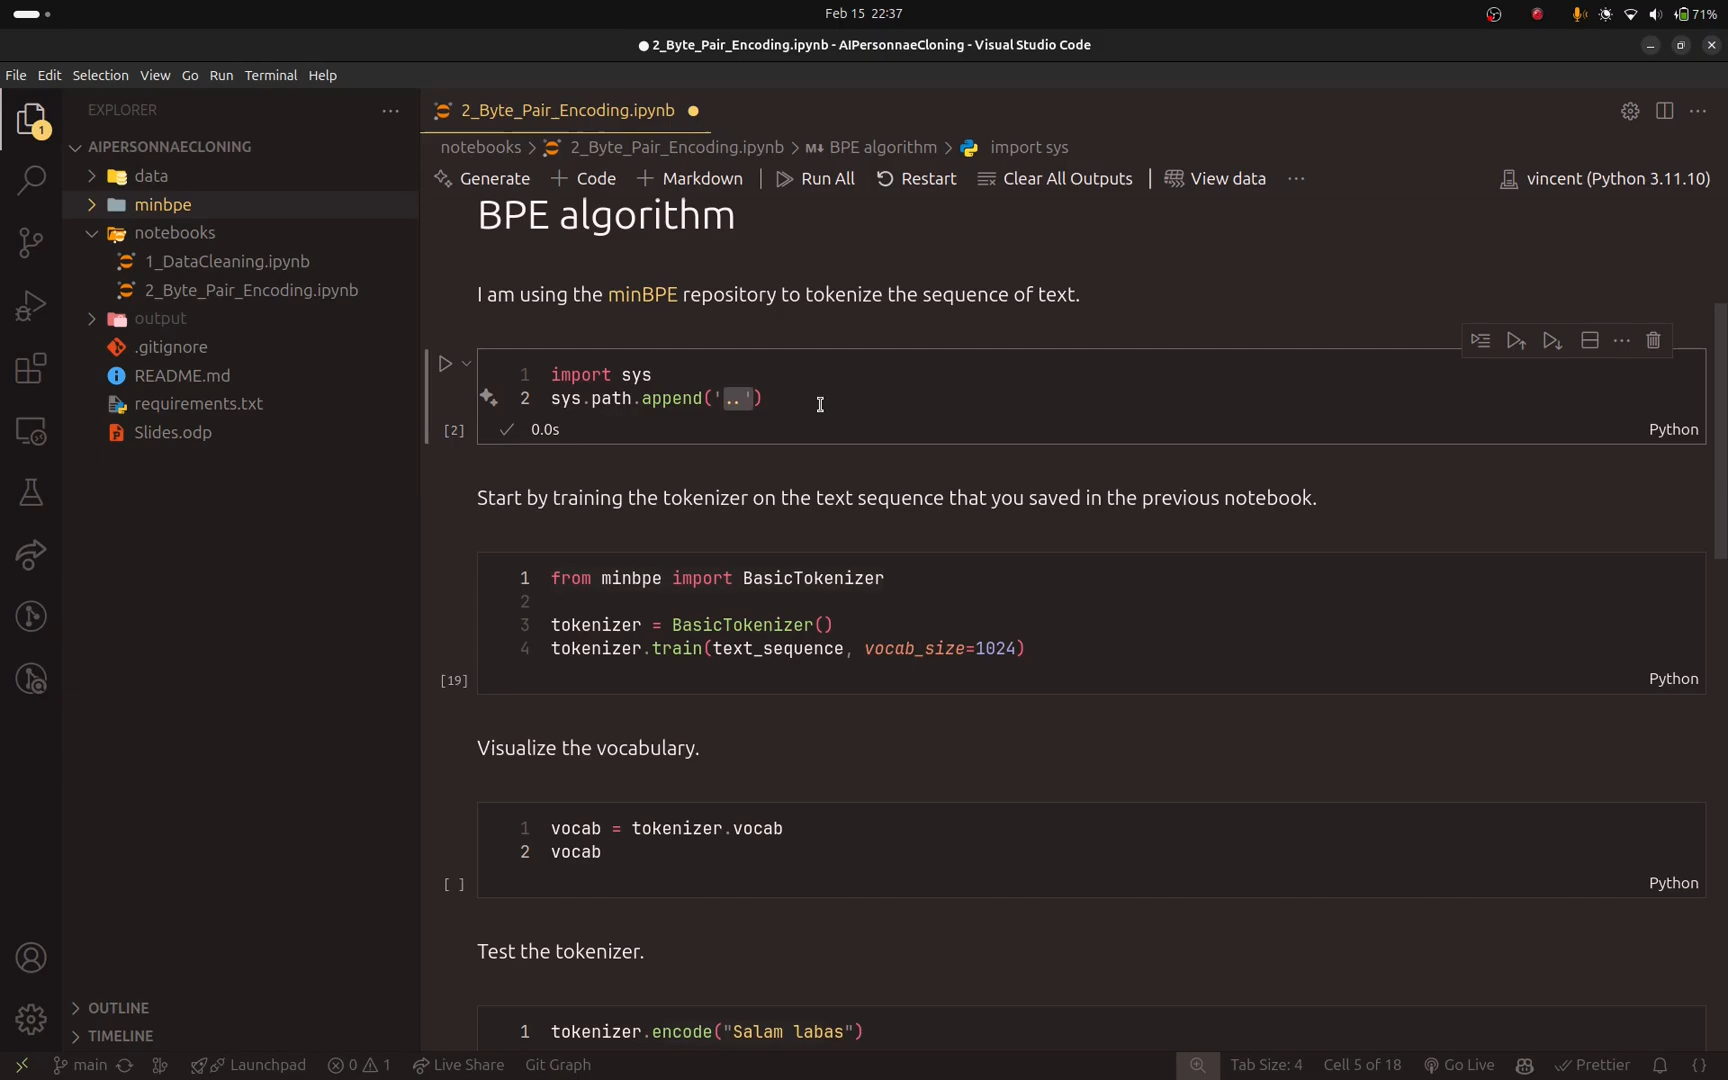 Feb 15 22:37
71%
● 2_Byte_Pair_Encoding.ipynb - AIPersonnaeCloning - Visual Studio Code
File Edit Selection View Go Run Terminal Help
EXPLORER
2_Byte_Pair_Encoding.ipynb
1
AIPERSONNAECLONING
notebooks > 2_Byte_Pair_Encoding.ipynb > M↓ BPE algorithm > import sys
data
Generate + Code + Markdown | Run All Restart Clear All Outputs | View data ... vincent (Python 3.11.10)
minbpe
BPE algorithm
notebooks
1_DataCleaning.ipynb
2_Byte_Pair_Encoding.ipynb
I am using the minBPE repository to tokenize the sequence of text.
output
.gitignore
README.md
requirements.txt
Slides.odp
1 import sys
2 sys.path.append('..')
[2] 0.0s Python
Start by training the tokenizer on the text sequence that you saved in the previous notebook.
1 from minbpe import BasicTokenizer
2
3 tokenizer = BasicTokenizer()
4 tokenizer.train(text_sequence, vocab_size=1024)
[19] Python
Visualize the vocabulary.
1 vocab = tokenizer.vocab
2 vocab
[ ] Python
Test the tokenizer.
OUTLINE
TIMELINE
1 tokenizer.encode("Salam labas")
main Launchpad 0 1 Live Share Git Graph Tab Size: 4 Cell 5 of 18 Go Live Prettier {}